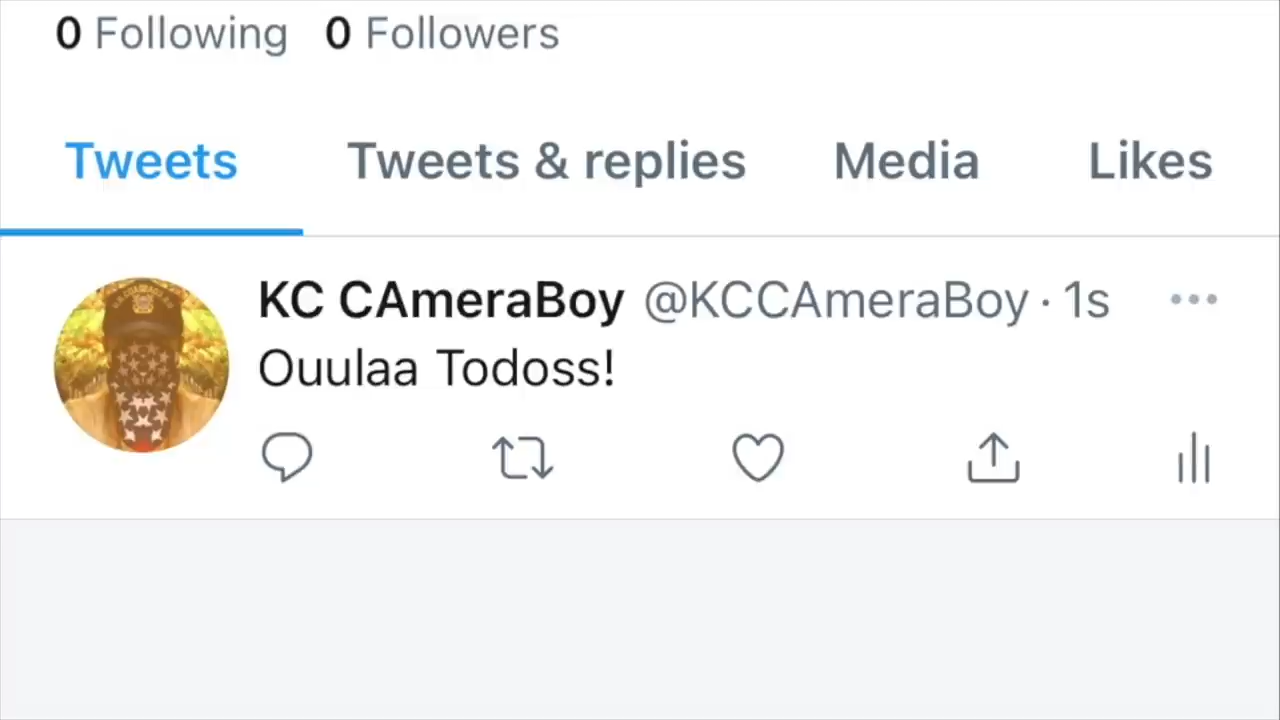 0 Following 0 Followers
Tweets Tweets & replies Media Likes
KC CAmeraBoy @KCCAmeraBoy · 1s
Ouulaa Todoss!